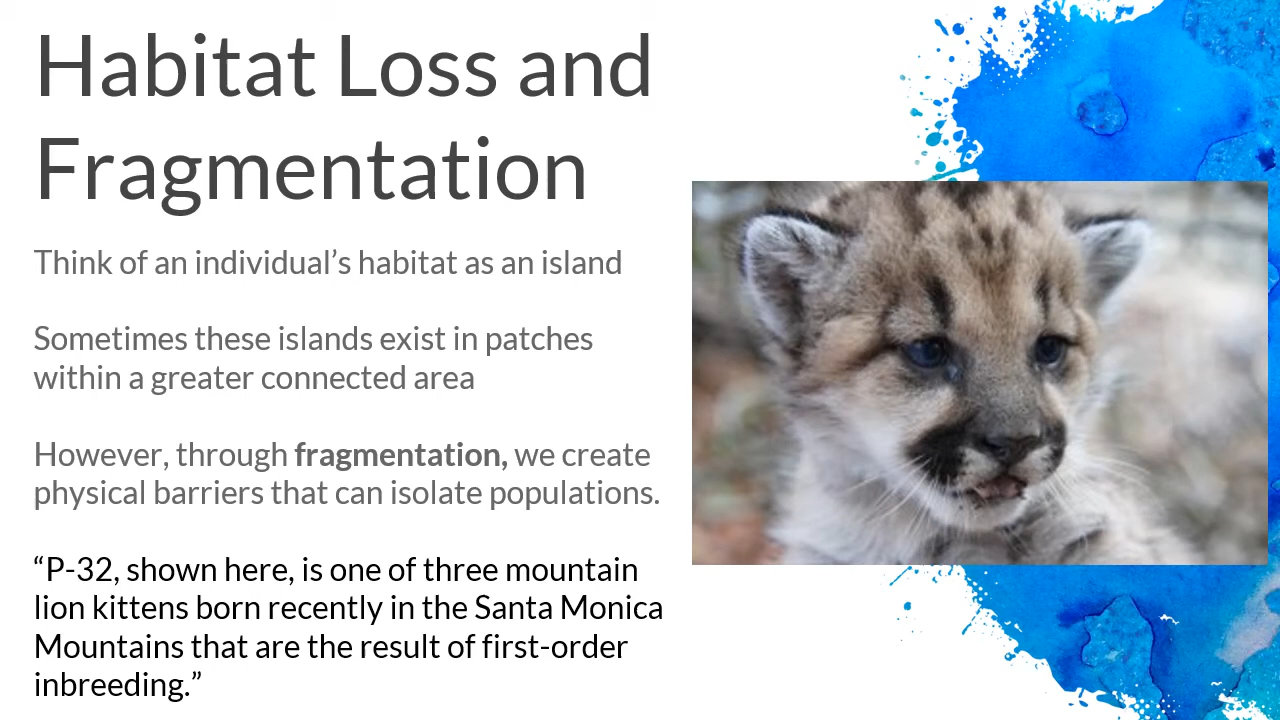 Habitat Loss and
Fragmentation
Think of an individual’s habitat as an island
Sometimes these islands exist in patches
within a greater connected area
However, through fragmentation, we create
physical barriers that can isolate populations.
“P-32, shown here, is one of three mountain
lion kittens born recently in the Santa Monica
Mountains that are the result of first-order
inbreeding.”